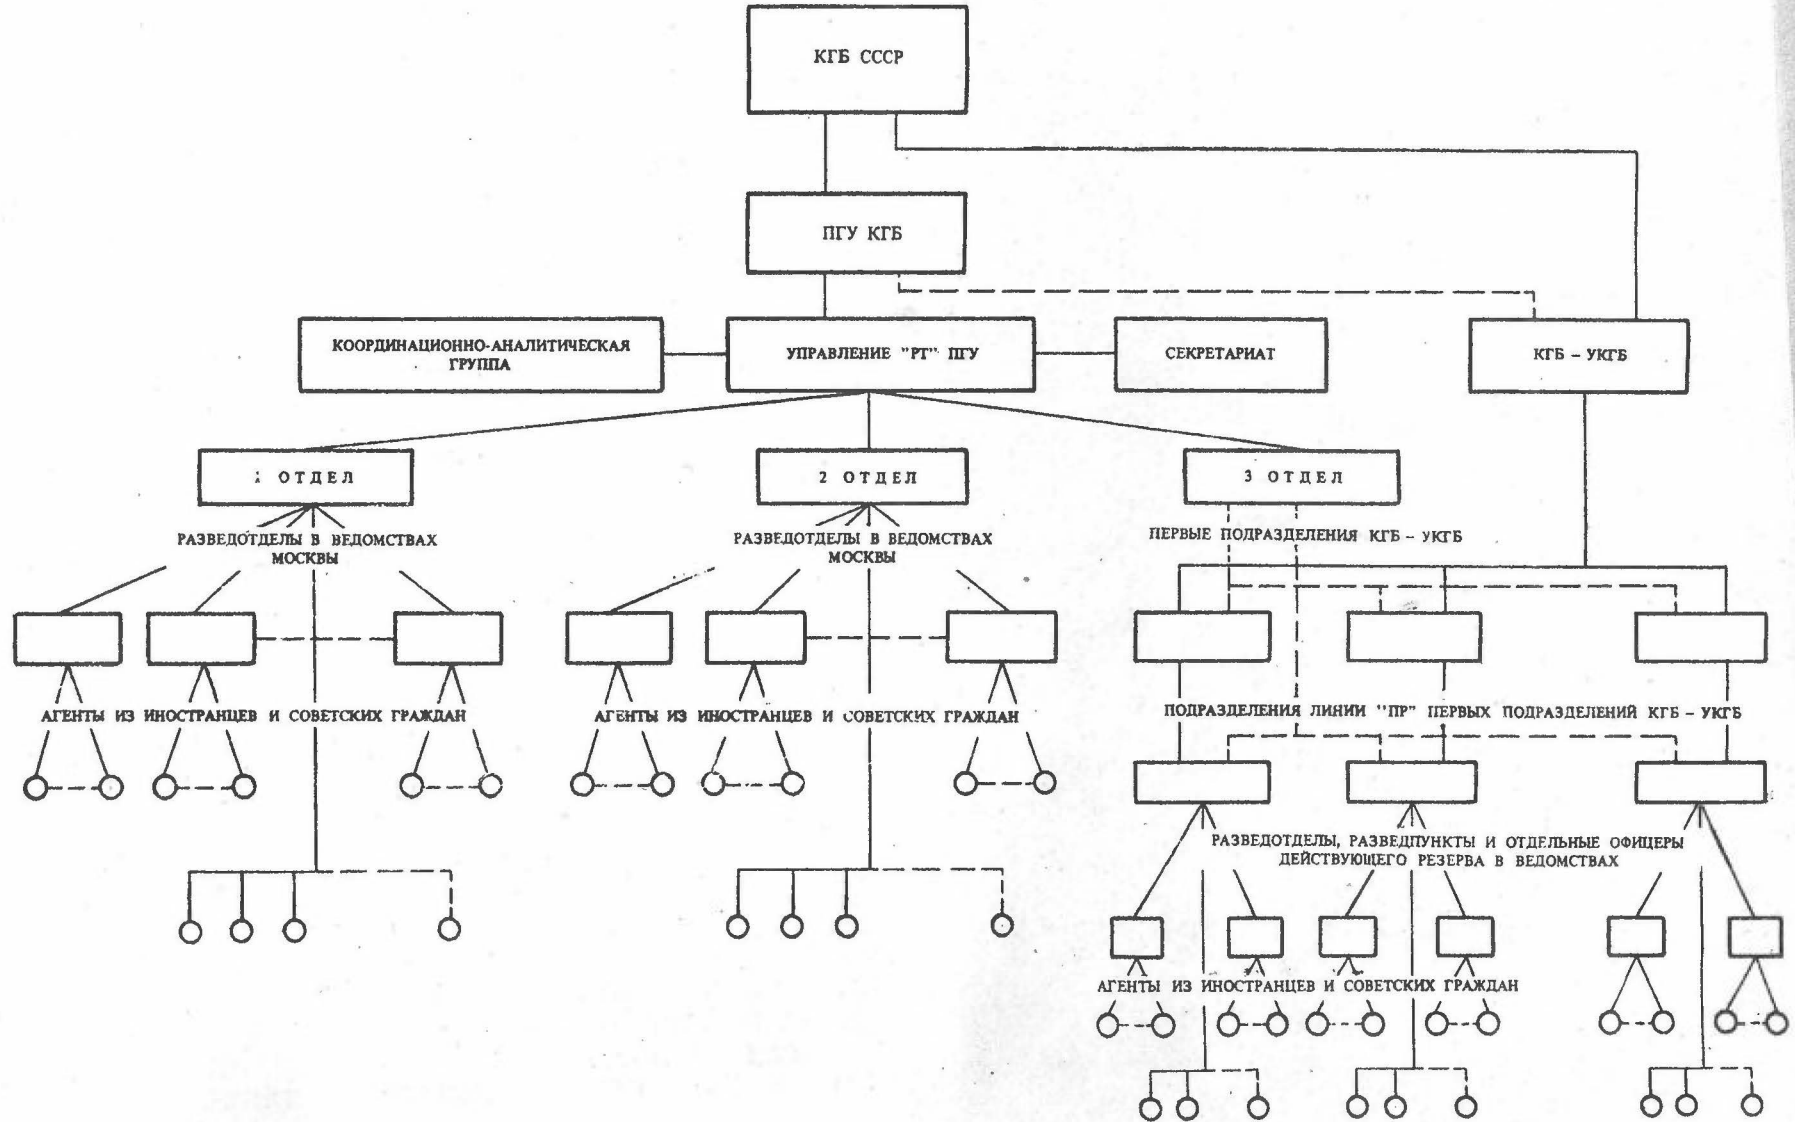 КГБ СССР
ПГУ КГБ
КООРДИНАЦИОННО-АНАЛИТИЧЕСКАЯ
ГРУППА
УПРАВЛЕНИЕ "РТ" ПГУ
СЕКРЕТАРИАТ
КГБ – УКГБ
1 ОТДЕЛ
2 ОТДЕЛ
3 ОТДЕЛ
РАЗВЕДОТДЕЛЫ В ВЕДОМСТВАХ
МОСКВЫ
РАЗВЕДОТДЕЛЫ В ВЕДОМСТВАХ
МОСКВЫ
ПЕРВЫЕ ПОДРАЗДЕЛЕНИЯ КГБ – УКГБ
АГЕНТЫ ИЗ ИНОСТРАНЦЕВ И СОВЕТСКИХ ГРАЖДАН
АГЕНТЫ ИЗ ИНОСТРАНЦЕВ И СОВЕТСКИХ ГРАЖДАН
ПОДРАЗДЕЛЕНИЯ ЛИНИИ "ПР" ПЕРВЫХ ПОДРАЗДЕЛЕНИЙ КГБ – УКГБ
РАЗВЕДОТДЕЛЫ, РАЗВЕДПУНКТЫ И ОТДЕЛЬНЫЕ ОФИЦЕРЫ
ДЕЙСТВУЮЩЕГО РЕЗЕРВА В ВЕДОМСТВАХ
АГЕНТЫ ИЗ ИНОСТРАНЦЕВ И СОВЕТСКИХ ГРАЖДАН